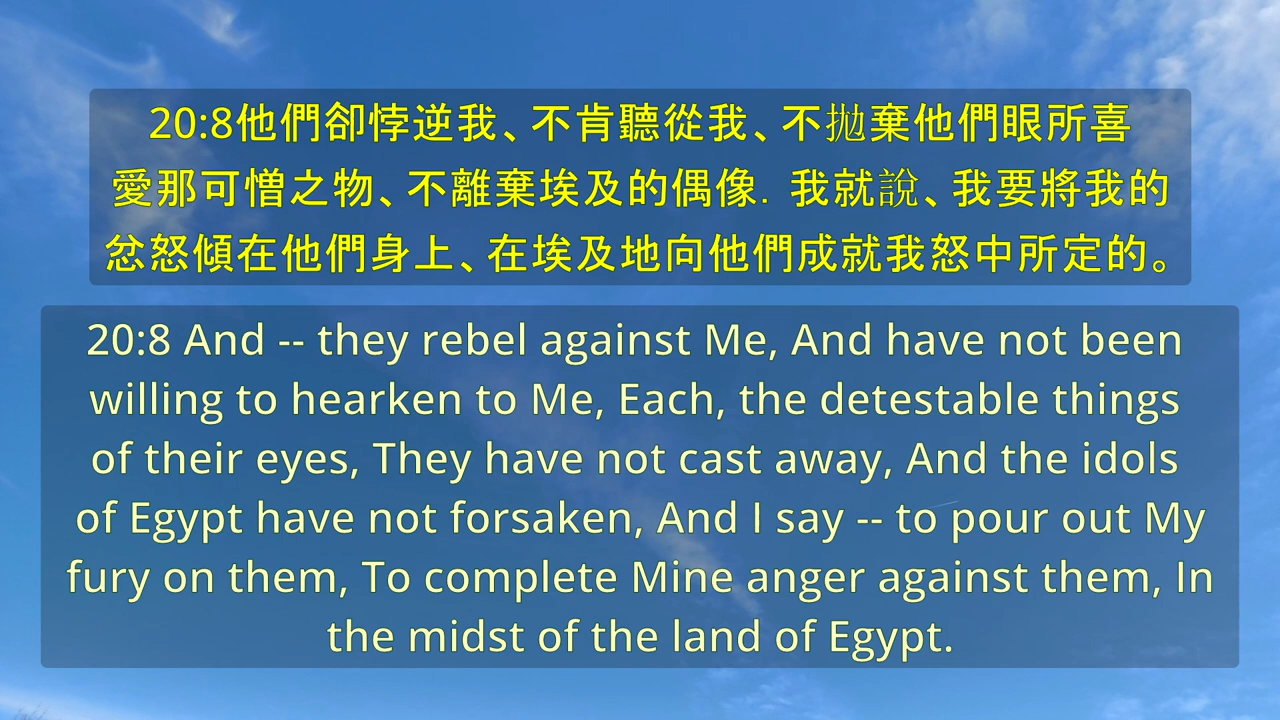 20:8他們卻悖逆我、不肯聽從我、不拋棄他們眼所喜
愛那可憎之物、不離棄埃及的偶像．我就說、我要將我的
忿怒傾在他們身上、在埃及地向他們成就我怒中所定的。
20:8 And -- they rebel against Me, And have not been
willing to hearken to Me, Each, the detestable things
of their eyes, They have not cast away, And the idols
of Egypt have not forsaken, And I say -- to pour out My
fury on them, To complete Mine anger against them, In
the midst of the land of Egypt.